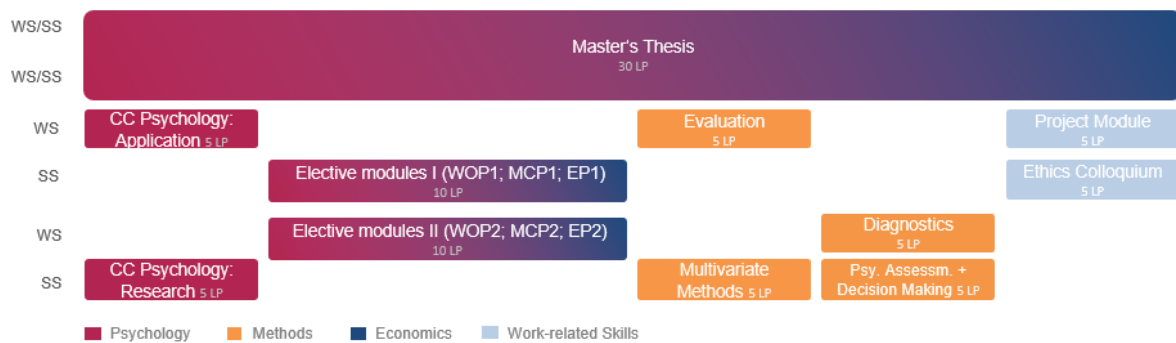 WS/SS
Master's Thesis
30 LP
WS/SS
WS
CC Psychology:
Application 5 LP
Evaluation
5 LP
Project Module
5 LP
SS
Elective modules I (WOP1; MCP1; EP1)
10 LP
Ethics Colloquium
5 LP
WS
Elective modules II (WOP2; MCP2; EP2)
10 LP
Diagnostics
5 LP
SS
CC Psychology:
Research 5 LP
Multivariate
Methods 5 LP
Psy. Assessm. +
Decision Making 5 LP
Psychology
Methods
Economics
Work-related Skills